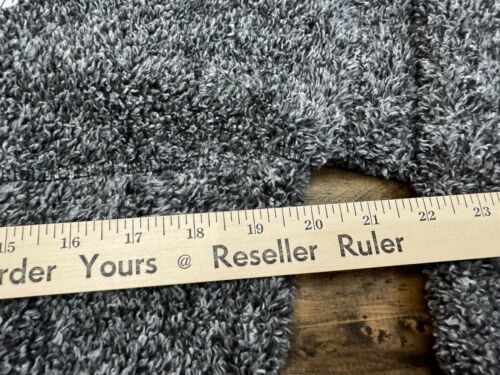 15 16 17 18 19 20 21 22 23
rder Yours @ Reseller Ruler